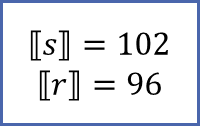 ⟦s⟧ = 102
⟦r⟧ = 96